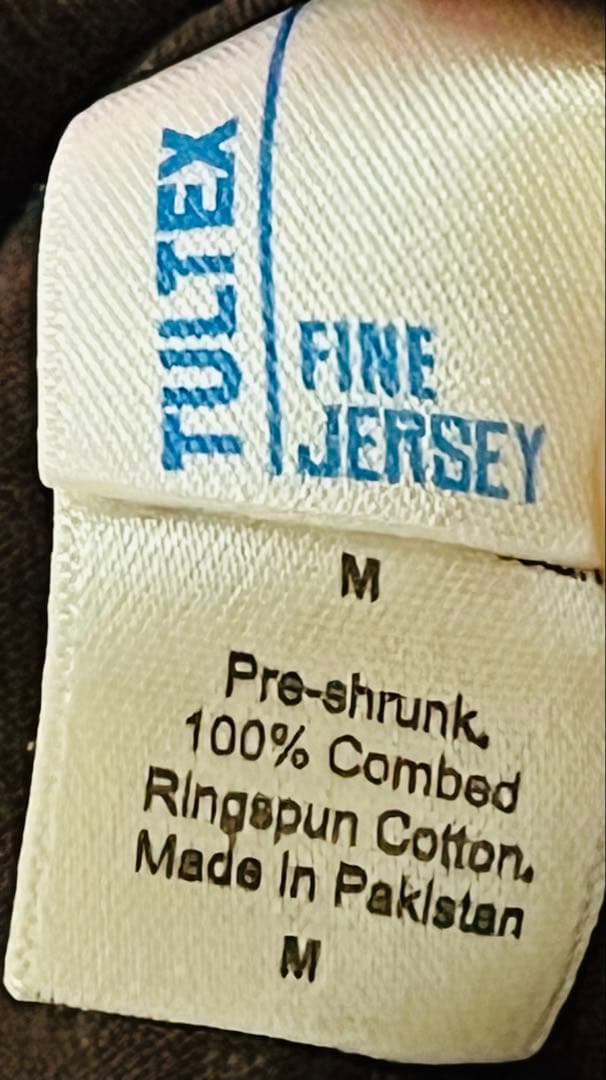 TULTEX
FINE
JERSEY
M
Pre-shrunk.
100% Combed
Ringspun Cotton.
Made in Pakistan
M